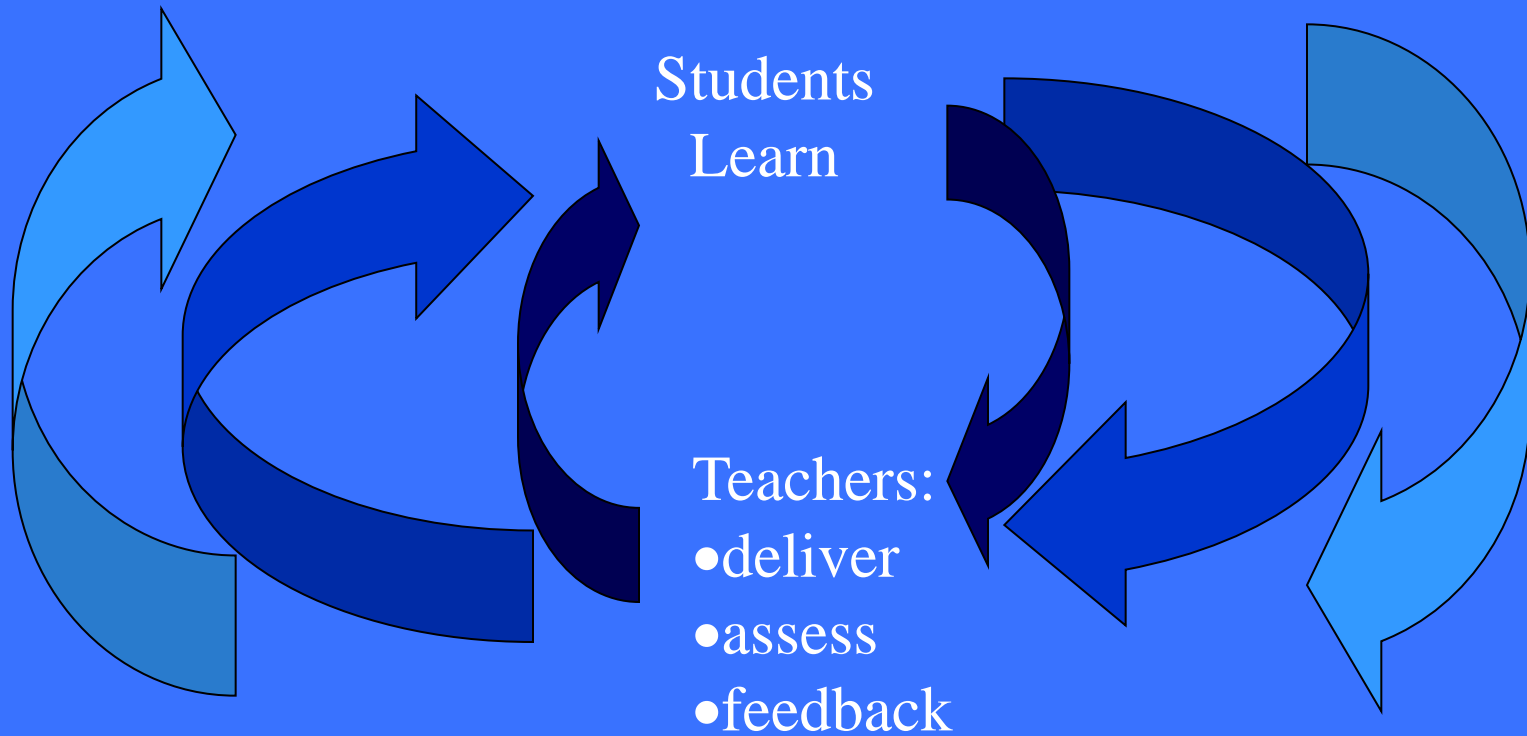 Students
Learn
Teachers:
•deliver
•assess
•feedback